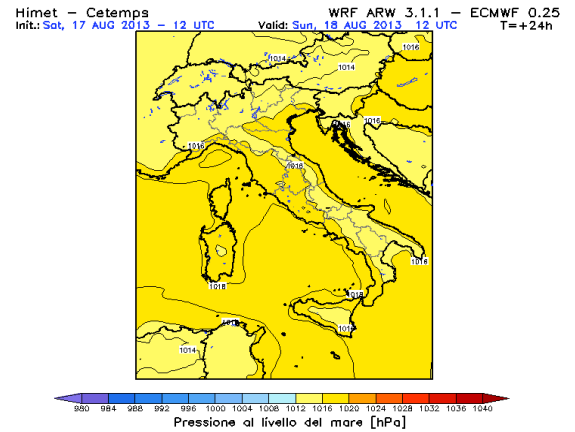 Himet – Cetemps WRF ARW 3.1.1 – ECMWF 0.25
Init.: Sat, 17 AUG 2013 – 12 UTC Valid: Sun, 18 AUG 2013 12 UTC T=+24h
1016
1014
1014
1016
1016
1016
1018
1016
1018
1018
1014
980 984 988 992 996 1000 1004 1008 1012 1016 1020 1024 1028 1032 1036 1040
Pressione al livello del mare [hPa]